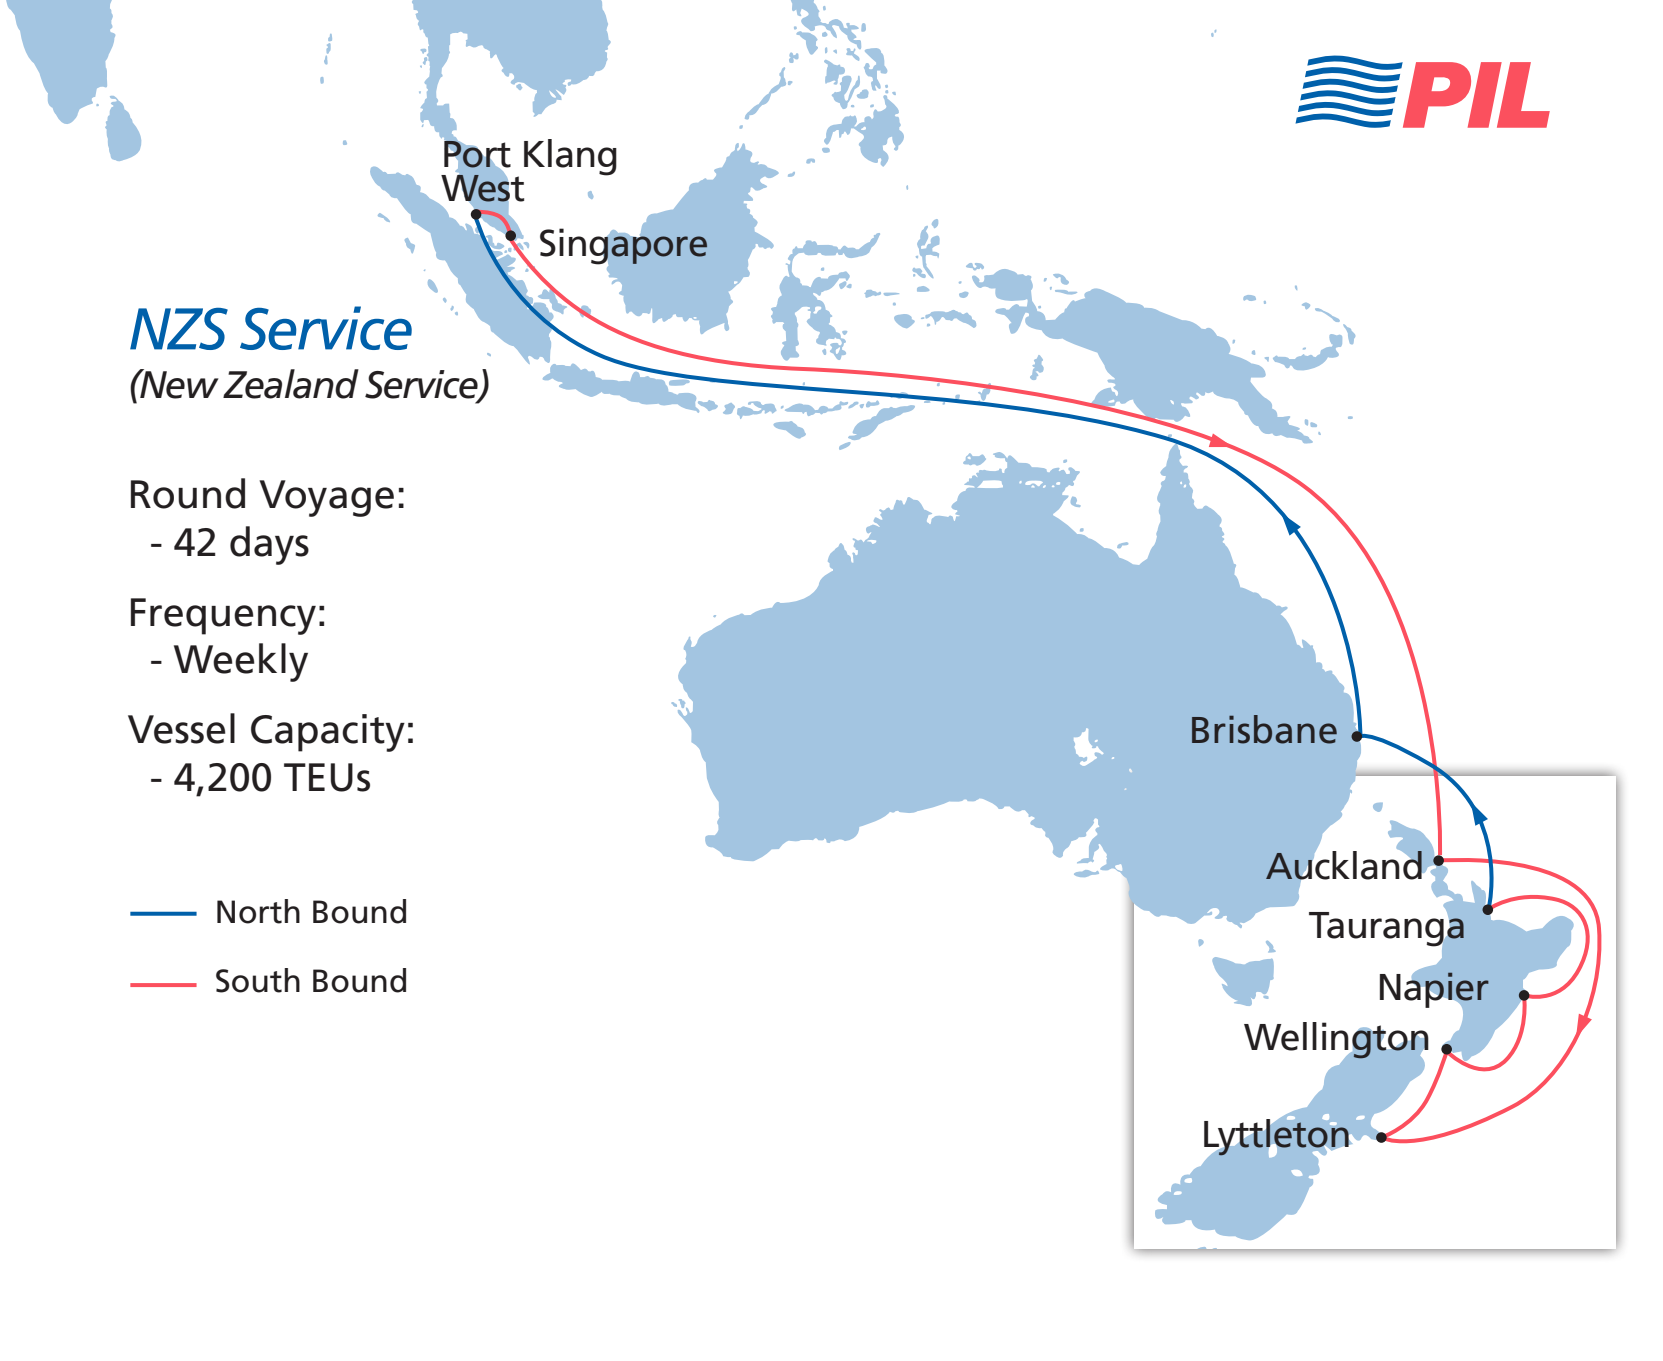 PIL
Port Klang
West
Singapore
NZS Service
(New Zealand Service)
Round Voyage:
- 42 days
Frequency:
- Weekly
Vessel Capacity:
- 4,200 TEUs
North Bound
South Bound
Brisbane
Auckland
Tauranga
Napier
Wellington
Lyttleton